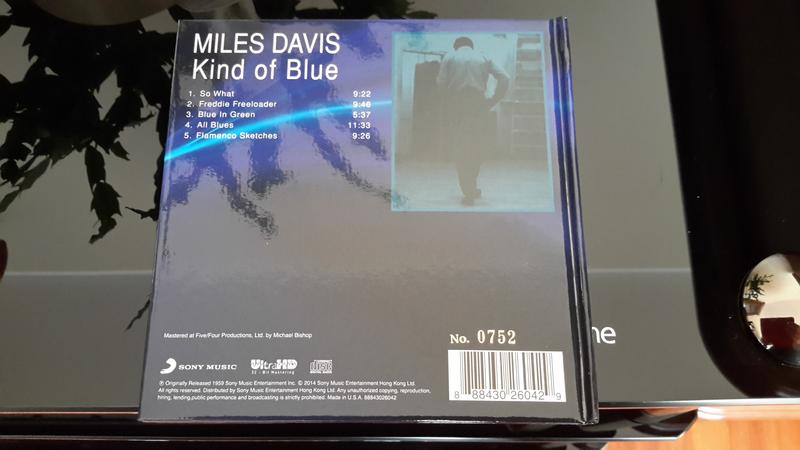 MILES DAVIS
Kind of Blue
1. So What 9:22
2. Freddie Freeloader 9:46
3. Blue In Green 5:37
4. All Blues 11:33
5. Flamenco Sketches 9:26
Mastered at Five/Four Productions, Ltd. by Michael Bishop
No. 0752
SONY MUSIC
UltraHD
32 - Bit Mastering
℗ Originally Released 1959 Sony Music Entertainment Inc. © 2014 Sony Music Entertainment Hong Kong Ltd.
All rights reserved. Distributed by Sony Music Entertainment Hong Kong Ltd. Any unauthorized copying, reproduction,
hiring, lending,public performance and broadcasting is strictly prohibited. Made in U.S.A. 88843026042
8 88430 26042 9
ne